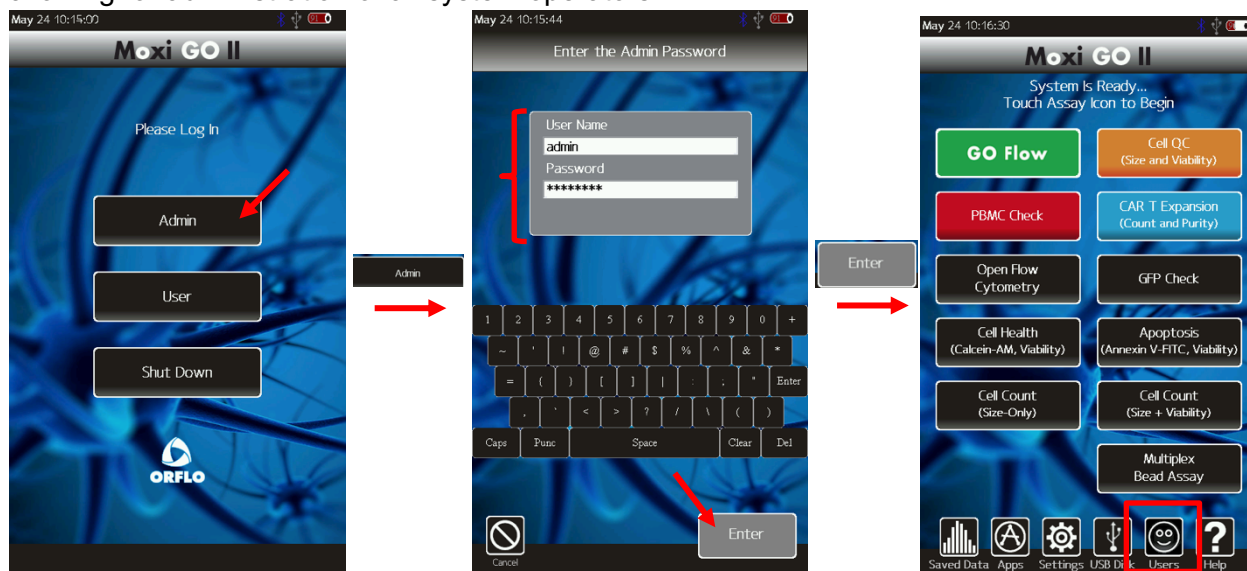 May 24 10:15:00
Moxi GO II
Please Log In
Admin
User
Shut Down
ORFLO
Admin
May 24 10:15:44
Enter the Admin Password
User Name
admin
Password
********
1 2 3 4 5 6 7 8 9 0 +
~ ' ! @ # $ % ^ & *
= ( ) [ ] | : ; " Enter
, ` < > ? / \ ( )
Caps Punc Space Clear Del
Enter
Cancel
Enter
May 24 10:16:30
Moxi GO II
System Is Ready...
Touch Assay Icon to Begin
GO Flow
Cell QC
(Size and Viability)
PBMC Check
CAR T Expansion
(Count and Purity)
Open Flow
Cytometry
GFP Check
Cell Health
(Calcein-AM, Viability)
Apoptosis
(Annexin V-FITC, Viability)
Cell Count
(Size-Only)
Cell Count
(Size + Viability)
Multiplex
Bead Assay
Saved Data Apps Settings USB Disk Users Help